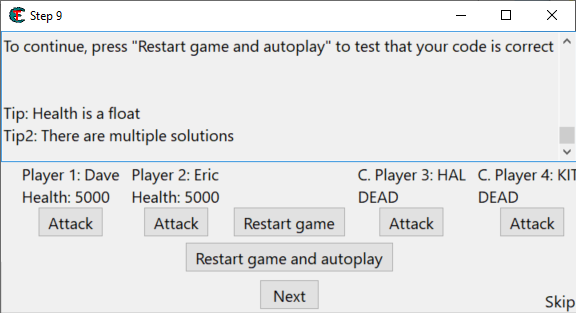 Step 9
To continue, press "Restart game and autoplay" to test that your code is correct
Tip: Health is a float
Tip2: There are multiple solutions
Player 1: Dave
Health: 5000
Attack
Player 2: Eric
Health: 5000
Attack
Restart game
C. Player 3: HAL
DEAD
Attack
C. Player 4: KIT
DEAD
Attack
Restart game and autoplay
Next
Skip